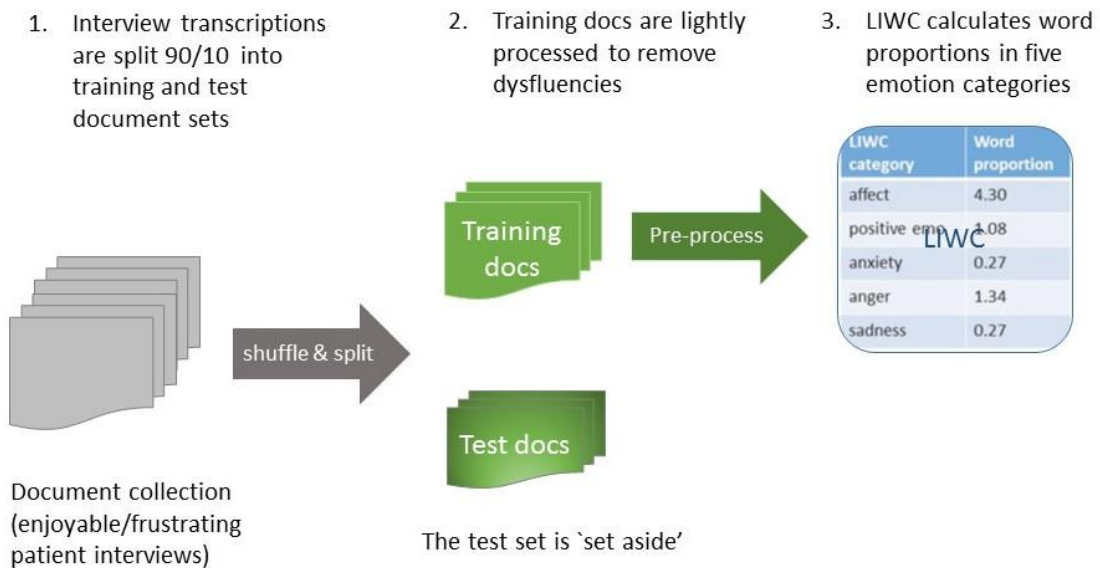 1. Interview transcriptions
are split 90/10 into
training and test
document sets
2. Training docs are lightly
processed to remove
dysfluencies
3. LIWC calculates word
proportions in five
emotion categories
LIWC category Word proportion
affect 4.30
positive emo 1.08
LIWC
anxiety 0.27
anger 1.34
sadness 0.27
Training
docs
Pre-process
shuffle & split
Test docs
Document collection
(enjoyable/frustrating
patient interviews)
The test set is `set aside’